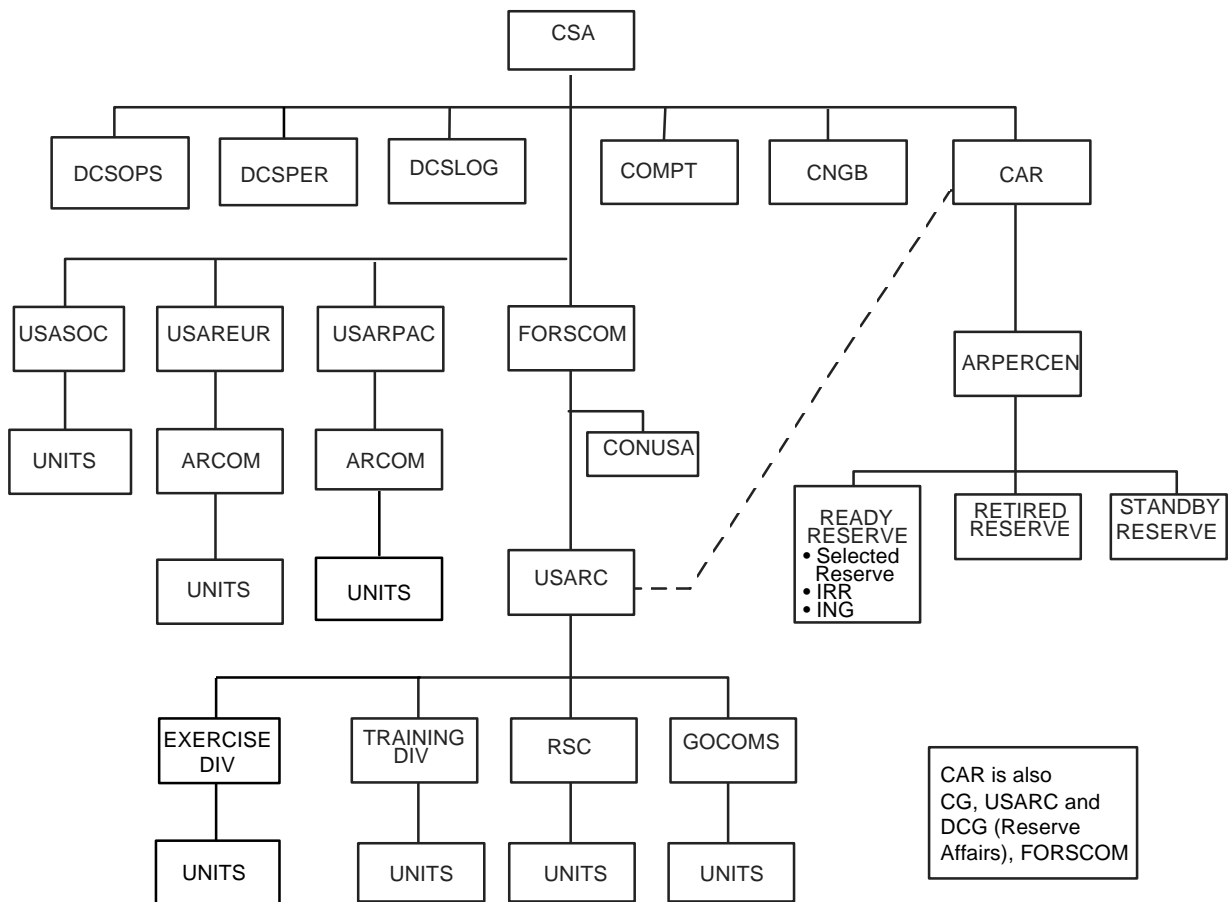 CSA
DCSOPS
DCSPER
DCSLOG
COMPT
CNGB
CAR
USASOC
USAREUR
USARPAC
FORSCOM
ARPERCEN
UNITS
ARCOM
ARCOM
CONUSA
READY
RESERVE
• Selected
Reserve
• IRR
• ING
RETIRED
RESERVE
STANDBY
RESERVE
UNITS
UNITS
USARC
EXERCISE
DIV
TRAINING
DIV
RSC
GOCOMS
UNITS
UNITS
UNITS
UNITS
CAR is also
CG, USARC and
DCG (Reserve
Affairs), FORSCOM